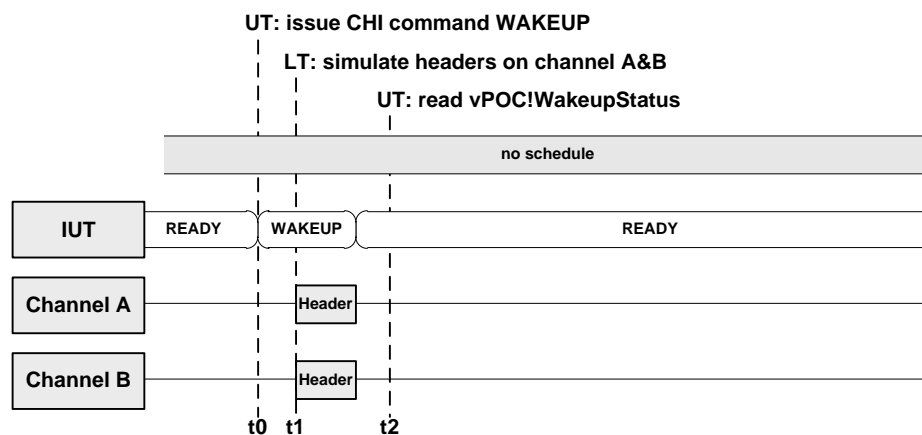 UT: issue CHI command WAKEUP
LT: simulate headers on channel A&B
UT: read vPOC!WakeupStatus
no schedule
IUT READY WAKEUP READY
Channel A Header
Channel B Header
t0 t1 t2